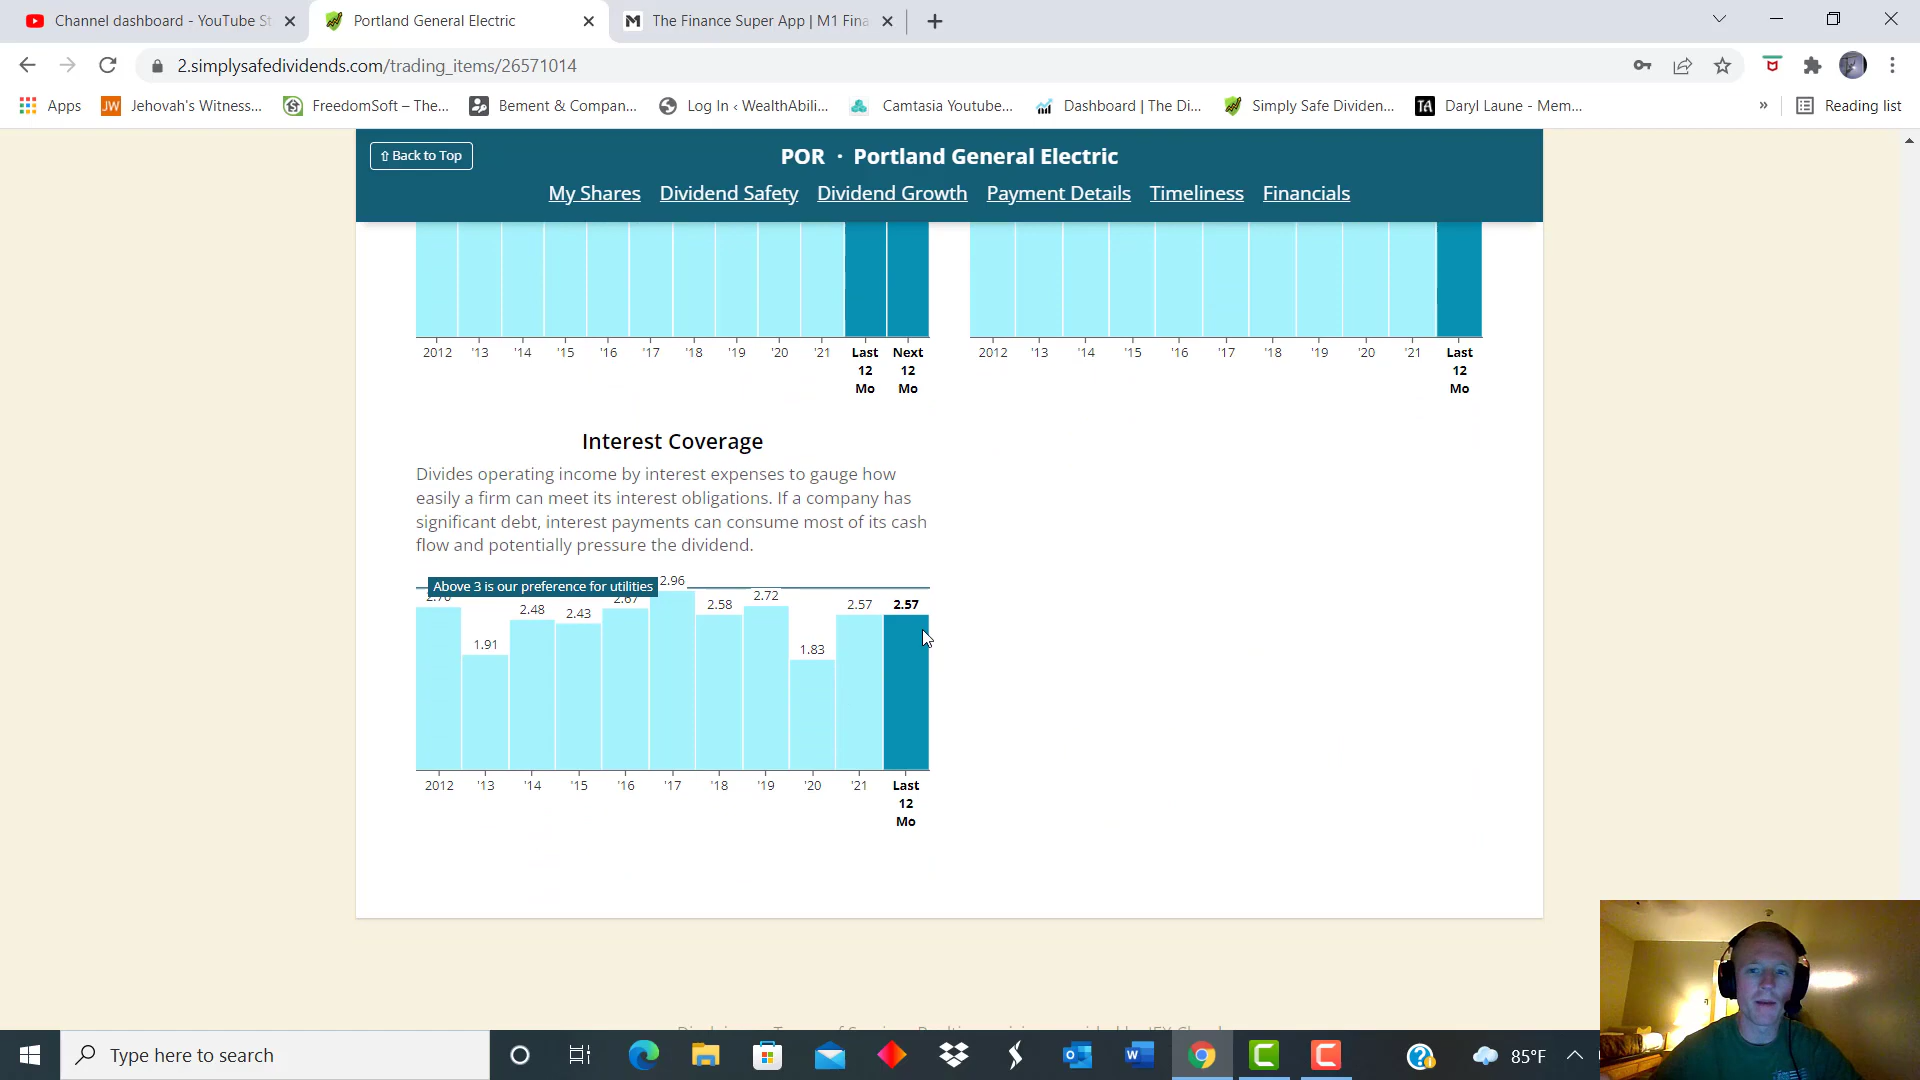 Channel dashboard - YouTube St
Portland General Electric
The Finance Super App | M1 Fina
2.simplysafedividends.com/trading_items/26571014
Apps
Jehovah's Witness...
FreedomSoft – The...
Bement & Compan...
Log In ‹ WealthAbili...
Camtasia Youtube...
Dashboard | The Di...
Simply Safe Dividen...
Daryl Laune - Mem...
»
Reading list
⇧ Back to Top
POR · Portland General Electric
My Shares Dividend Safety Dividend Growth Payment Details Timeliness Financials
2012 '13 '14 '15 '16 '17 '18 '19 '20 '21 Last 12 Mo Next 12 Mo
2012 '13 '14 '15 '16 '17 '18 '19 '20 '21 Last 12 Mo
Interest Coverage
Divides operating income by interest expenses to gauge how
easily a firm can meet its interest obligations. If a company has
significant debt, interest payments can consume most of its cash
flow and potentially pressure the dividend.
Above 3 is our preference for utilities
1.91 2.48 2.43 2.67 2.96 2.58 2.72 1.83 2.57 2.57
2012 '13 '14 '15 '16 '17 '18 '19 '20 '21 Last 12 Mo
Type here to search
85°F